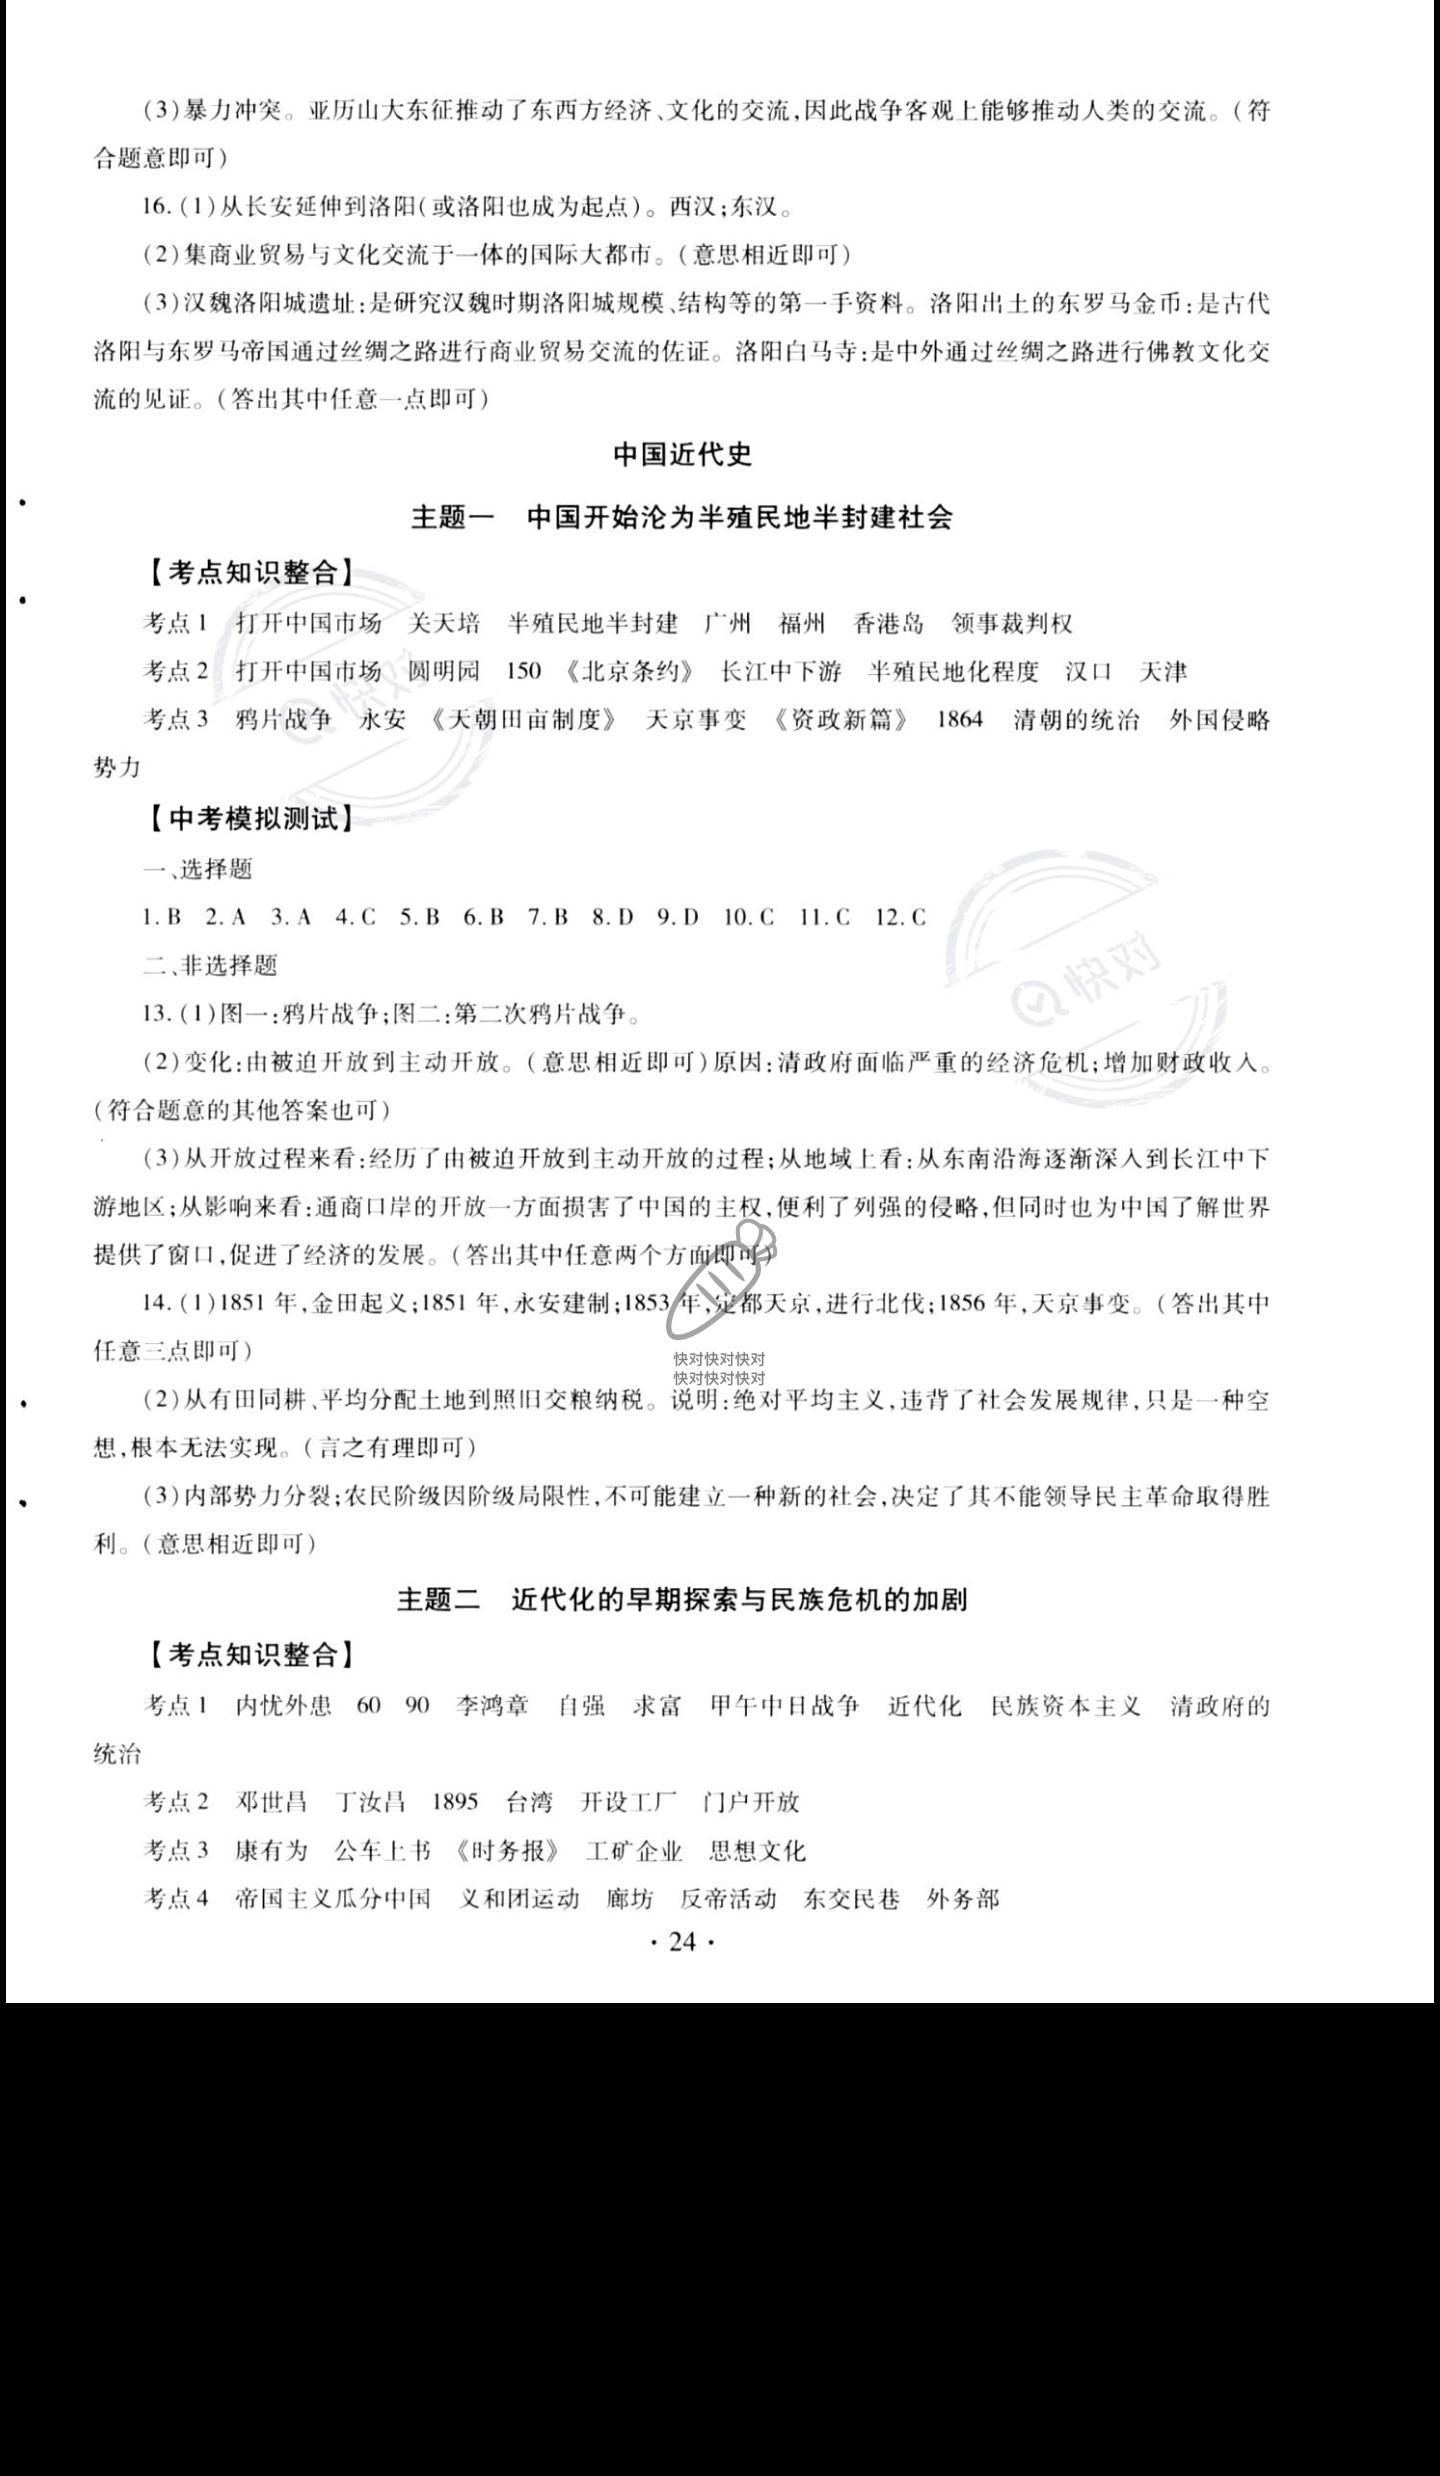 (3)暴力冲突。亚历山大东征推动了东西方经济、文化的交流,因此战争客观上能够推动人类的交流。(符
合题意即可)
16.(1)从长安延伸到洛阳(或洛阳也成为起点)。西汉;东汉。
(2)集商业贸易与文化交流于一体的国际大都市。(意思相近即可)
(3)汉魏洛阳城遗址:是研究汉魏时期洛阳城规模、结构等的第一手资料。洛阳出土的东罗马金币:是古代
洛阳与东罗马帝国通过丝绸之路进行商业贸易交流的佐证。洛阳白马寺:是中外通过丝绸之路进行佛教文化交
流的见证。(答出其中任意一点即可)
中国近代史
主题一 中国开始沦为半殖民地半封建社会
【考点知识整合】
考点1 打开中国市场 关天培 半殖民地半封建 广州 福州 香港岛 领事裁判权
考点2 打开中国市场 圆明园 150 《北京条约》 长江中下游 半殖民地化程度 汉口 天津
考点3 鸦片战争 永安 《天朝田亩制度》 天京事变 《资政新篇》 1864 清朝的统治 外国侵略
势力
【中考模拟测试】
一、选择题
1.B 2.A 3.A 4.C 5.B 6.B 7.B 8.D 9.D 10.C 11.C 12.C
二、非选择题
13.(1)图一:鸦片战争;图二:第二次鸦片战争。
(2)变化:由被迫开放到主动开放。(意思相近即可)原因:清政府面临严重的经济危机;增加财政收入。
(符合题意的其他答案也可)
(3)从开放过程来看:经历了由被迫开放到主动开放的过程;从地域上看:从东南沿海逐渐深入到长江中下
游地区;从影响来看:通商口岸的开放一方面损害了中国的主权,便利了列强的侵略,但同时也为中国了解世界
提供了窗口,促进了经济的发展。(答出其中任意两个方面即可)
14.(1)1851年,金田起义;1851年,永安建制;1853年,定都天京,进行北伐;1856年,天京事变。(答出其中
任意三点即可)
快对快对快对
快对快对快对
(2)从有田同耕、平均分配土地到照旧交粮纳税。说明:绝对平均主义,违背了社会发展规律,只是一种空
想,根本无法实现。(言之有理即可)
(3)内部势力分裂;农民阶级因阶级局限性,不可能建立一种新的社会,决定了其不能领导民主革命取得胜
利。(意思相近即可)
主题二 近代化的早期探索与民族危机的加剧
【考点知识整合】
考点1 内忧外患 60 90 李鸿章 自强 求富 甲午中日战争 近代化 民族资本主义 清政府的
统治
考点2 邓世昌 丁汝昌 1895 台湾 开设工厂 门户开放
考点3 康有为 公车上书 《时务报》 工矿企业 思想文化
考点4 帝国主义瓜分中国 义和团运动 廊坊 反帝活动 东交民巷 外务部
· 24 ·
快对
快对